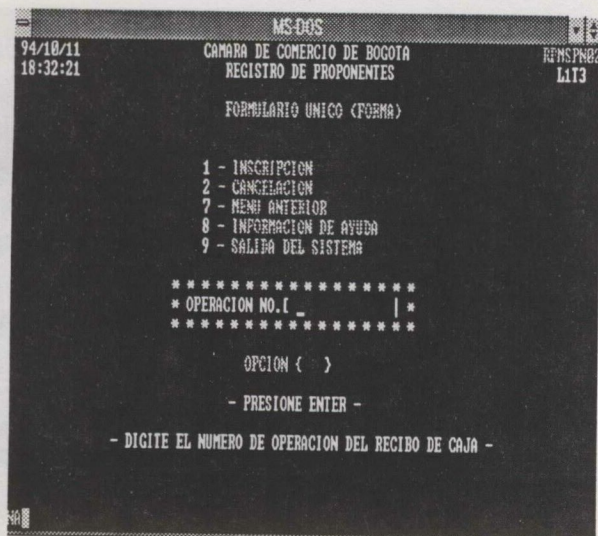 MS-DOS
94/10/11 CAMARA DE COMERCIO DE BOGOTA RPNSPN02
18:32:21 REGISTRO DE PROPONENTES L1T3
FORMULARIO UNICO (FORMA)
1 - INSCRIPCION
2 - CANCELACION
7 - MENU ANTERIOR
8 - INFORMACION DE AYUDA
9 - SALIDA DEL SISTEMA
* * * * * * * * * * * * * * * * *
* OPERACION NO.[ _ | *
* * * * * * * * * * * * * * * * *
OPCION { }
- PRESIONE ENTER -
- DIGITE EL NUMERO DE OPERACION DEL RECIBO DE CAJA -
NA